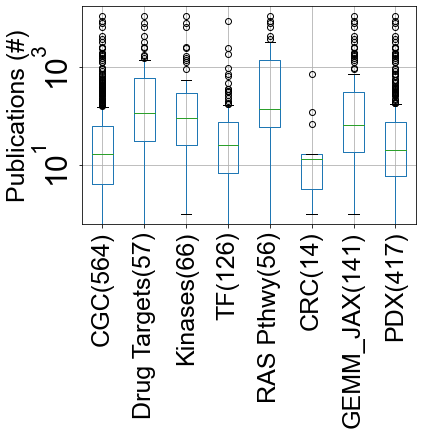 Publications (#)
10^3
10^1
CGC(564)
Drug Targets(57)
Kinases(66)
TF(126)
RAS Pthwy(56)
CRC(14)
GEMM_JAX(141)
PDX(417)